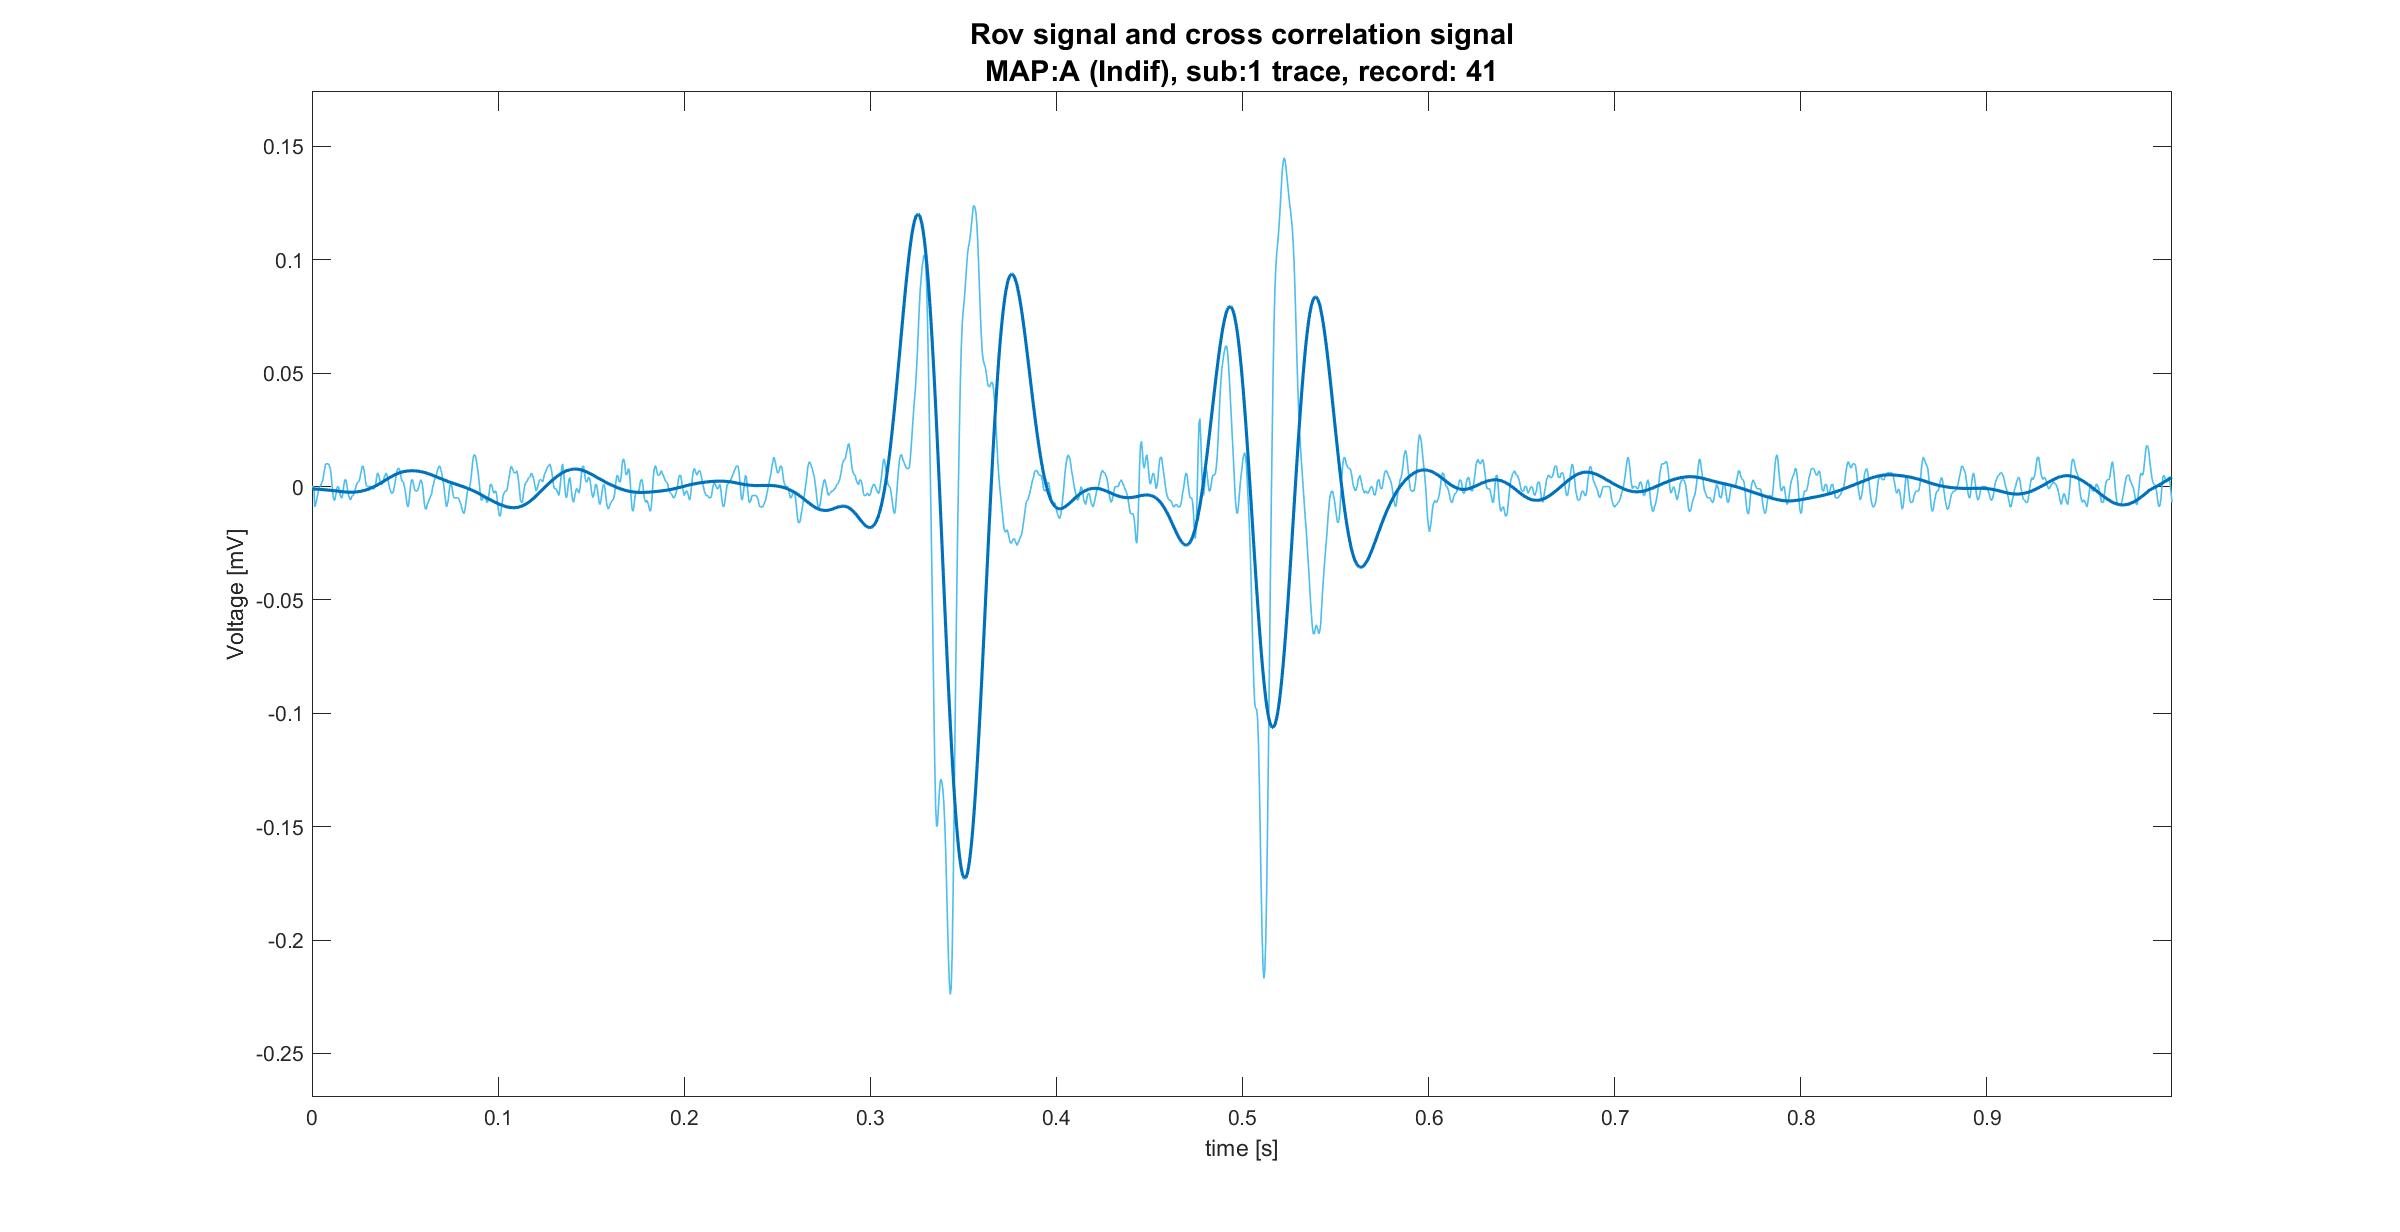 Rov signal and cross correlation signal
MAP:A (Indif), sub:1 trace, record: 41
0.15
0.1
0.05
0
-0.05
-0.1
-0.15
-0.2
-0.25
Voltage [mV]
0 0.1 0.2 0.3 0.4 0.5 0.6 0.7 0.8 0.9
time [s]